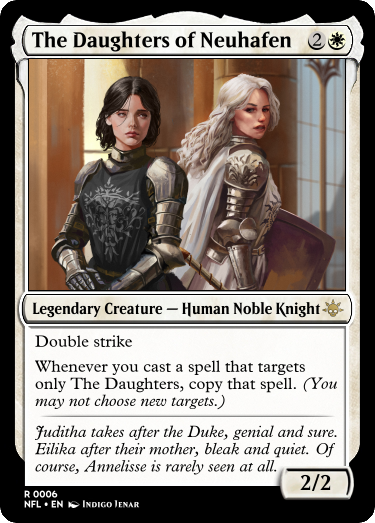 The Daughters of Neuhafen 2
Legendary Creature — Human Noble Knight
Double strike
Whenever you cast a spell that targets
only The Daughters, copy that spell. (You
may not choose new targets.)
Juditha takes after the Duke, genial and sure.
Eilika after their mother, bleak and quiet. Of
course, Annelisse is rarely seen at all.
2/2
R 0006
NFL • EN Indigo Ienar